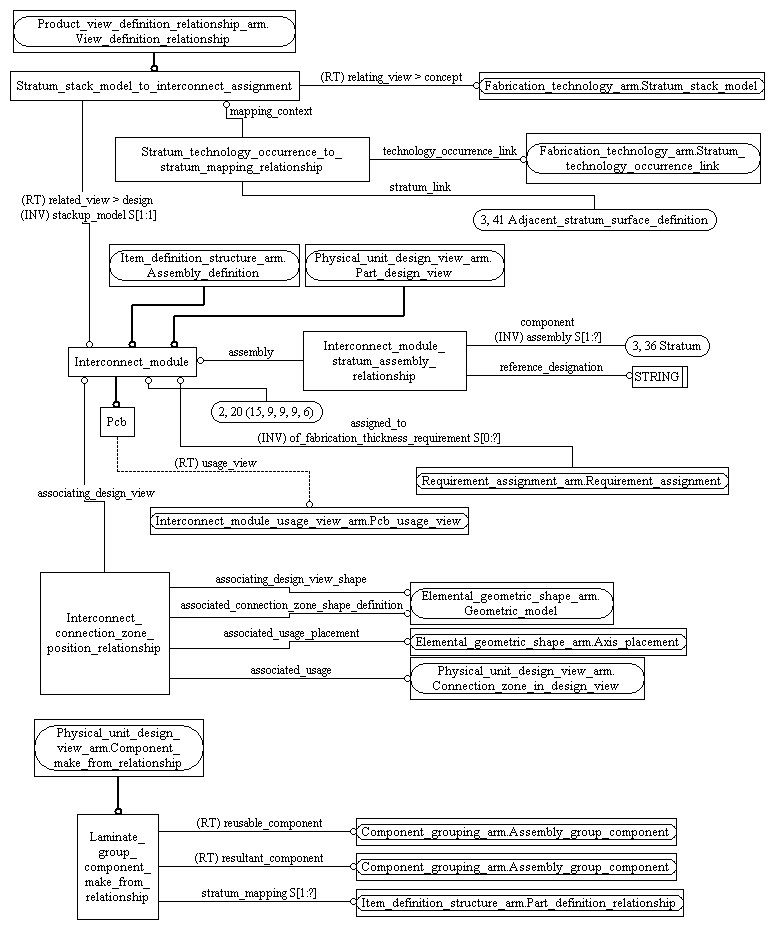 Product_view_definition_relationship_arm.
View_definition_relationship
Stratum_stack_model_to_interconnect_assignment
(RT) relating_view > concept
Fabrication_technology_arm.Stratum_stack_model
mapping_context
Stratum_technology_occurrence_to_
stratum_mapping_relationship
technology_occurrence_link
Fabrication_technology_arm.Stratum_
technology_occurrence_link
stratum_link
3, 41 Adjacent_stratum_surface_definition
(RT) related_view > design
(INV) stackup_model S[1:1]
Item_definition_structure_arm.
Assembly_definition
Physical_unit_design_view_arm.
Part_design_view
Interconnect_module
assembly
Interconnect_module_
stratum_assembly_
relationship
component
(INV) assembly S[1:?]
3, 36 Stratum
reference_designation
STRING
2, 20 (15, 9, 9, 9, 6)
Pcb
assigned_to
(INV) of_fabrication_thickness_requirement S[0:?]
Requirement_assignment_arm.Requirement_assignment
(RT) usage_view
Interconnect_module_usage_view_arm.Pcb_usage_view
associating_design_view
Interconnect_
connection_zone_
position_relationship
associating_design_view_shape
associated_connection_zone_shape_definition
Elemental_geometric_shape_arm.
Geometric_model
associated_usage_placement
Elemental_geometric_shape_arm.Axis_placement
associated_usage
Physical_unit_design_view_arm.
Connection_zone_in_design_view
Physical_unit_design_
view_arm.Component_
make_from_relationship
Laminate_
group_
component_
make_from_
relationship
(RT) reusable_component
Component_grouping_arm.Assembly_group_component
(RT) resultant_component
Component_grouping_arm.Assembly_group_component
stratum_mapping S[1:?]
Item_definition_structure_arm.Part_definition_relationship